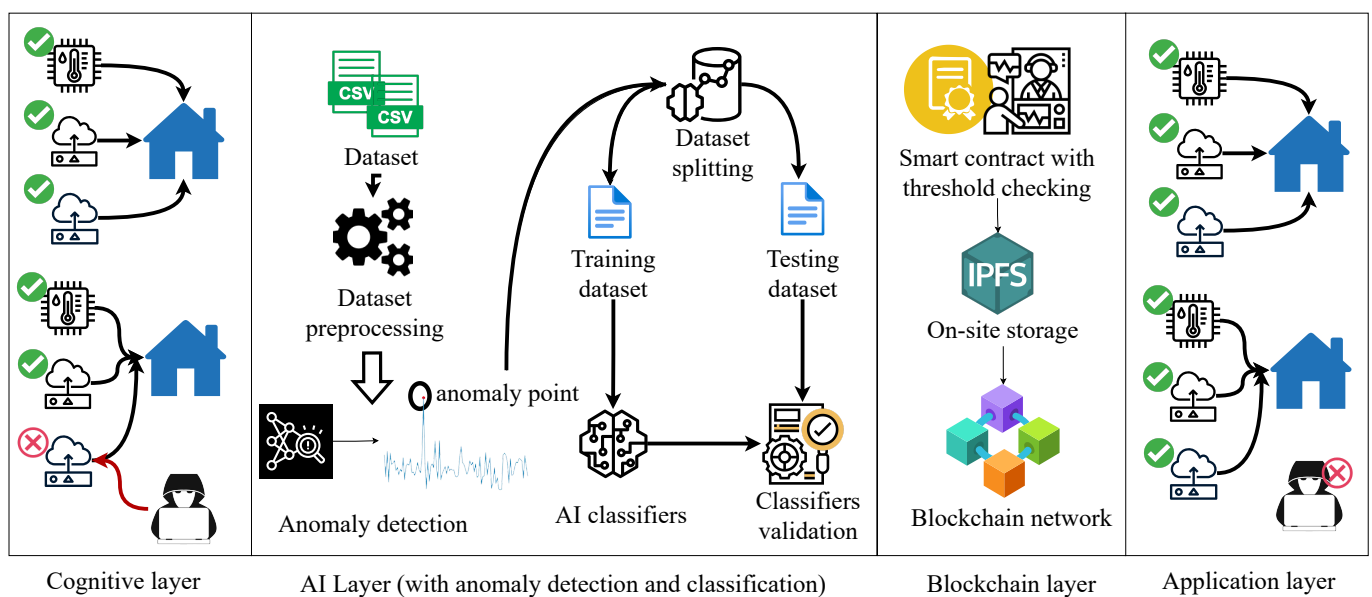 CSV
CSV
Dataset
Dataset
preprocessing
anomaly point
Anomaly detection
Dataset
splitting
Training
dataset
Testing
dataset
AI classifiers
Classifiers
validation
Smart contract with
threshold checking
IPFS
On-site storage
Blockchain network
Cognitive layer
AI Layer (with anomaly detection and classification)
Blockchain layer
Application layer